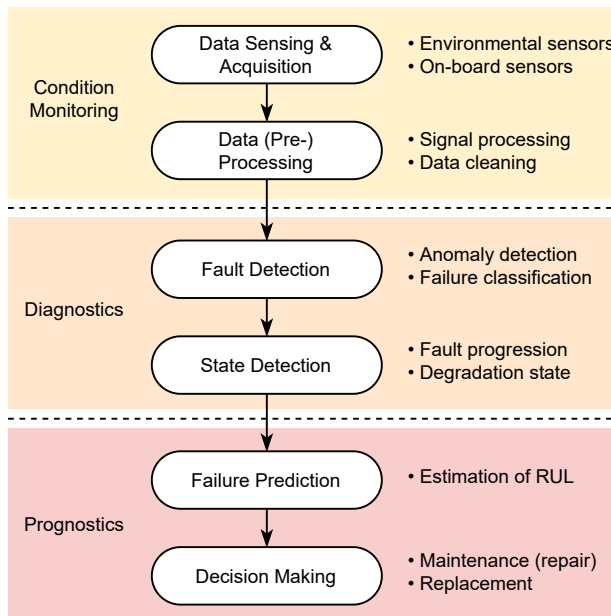 Condition
Monitoring
Data Sensing &
Acquisition
• Environmental sensors
• On-board sensors
Data (Pre-)
Processing
• Signal processing
• Data cleaning
Diagnostics
Fault Detection
• Anomaly detection
• Failure classification
State Detection
• Fault progression
• Degradation state
Prognostics
Failure Prediction
• Estimation of RUL
Decision Making
• Maintenance (repair)
• Replacement